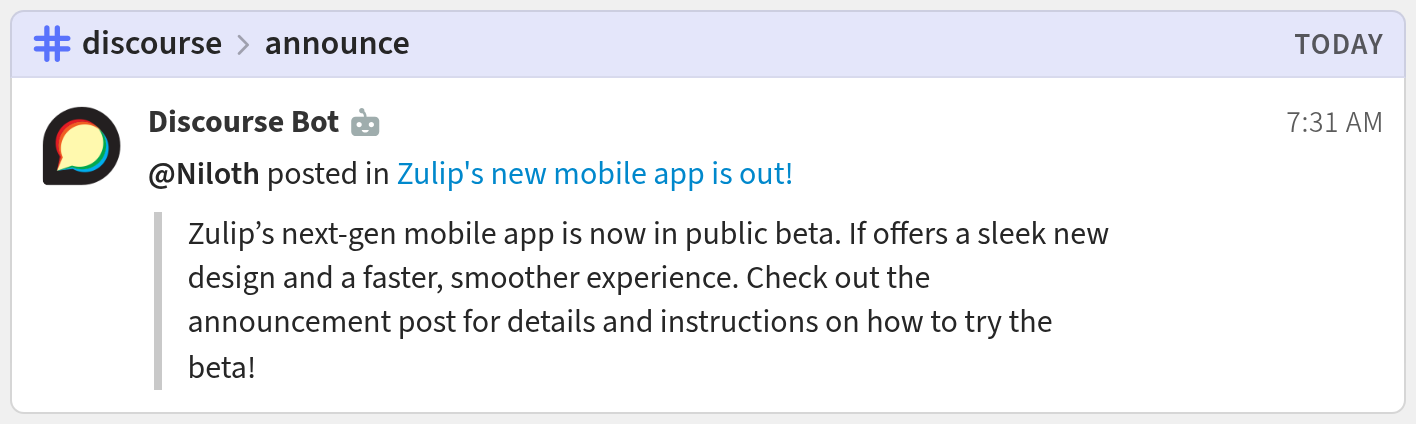 discourse > announce TODAY
Discourse Bot 7:31 AM
@Niloth posted in Zulip's new mobile app is out!
Zulip’s next-gen mobile app is now in public beta. If offers a sleek new
design and a faster, smoother experience. Check out the
announcement post for details and instructions on how to try the
beta!